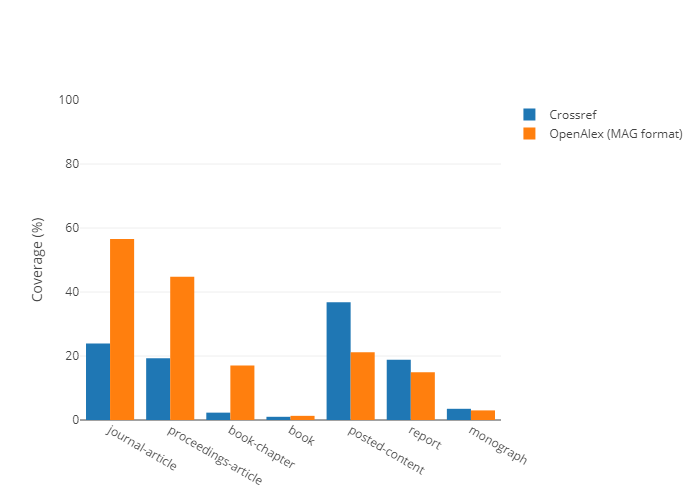 100
80
60
40
20
0
Coverage (%)
journal-article
proceedings-article
book-chapter
book
posted-content
report
monograph
Crossref
OpenAlex (MAG format)